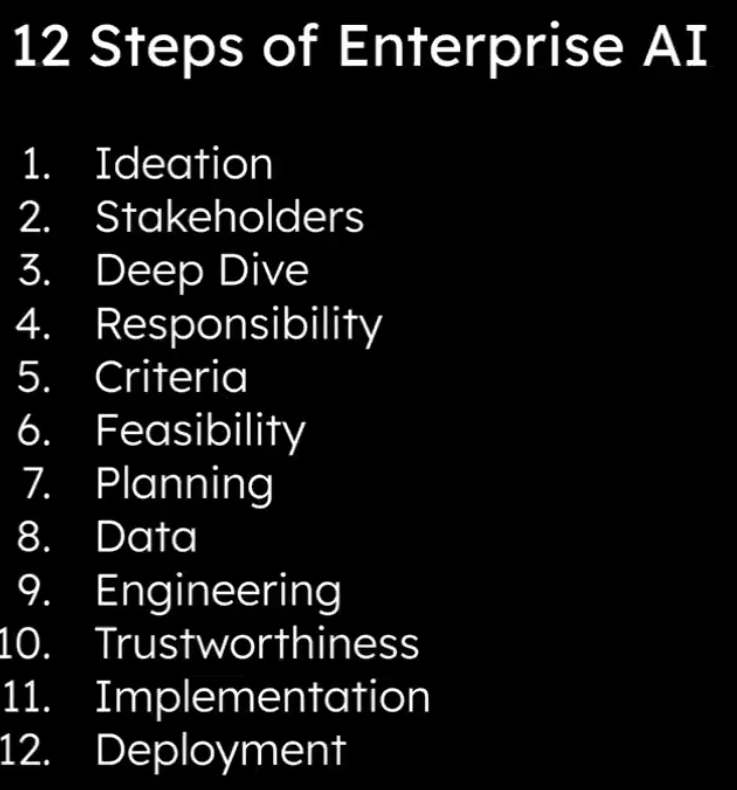 12 Steps of Enterprise AI
1. Ideation
2. Stakeholders
3. Deep Dive
4. Responsibility
5. Criteria
6. Feasibility
7. Planning
8. Data
9. Engineering
10. Trustworthiness
11. Implementation
12. Deployment